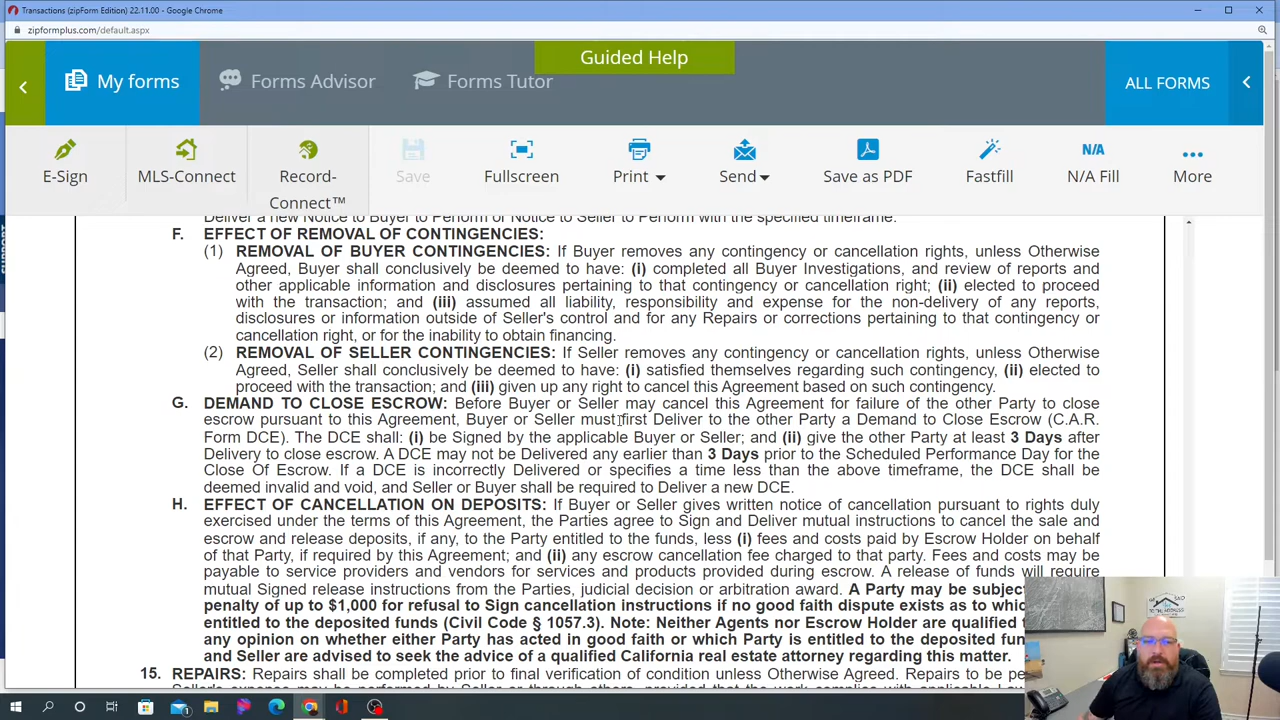 Transactions (zipForm Edition) 22.11.00 - Google Chrome
zipformplus.com/default.aspx
Guided Help
My forms
Forms Advisor
Forms Tutor
ALL FORMS
E-Sign
MLS-Connect
Record-
Connect™
Save
Fullscreen
Print
Send
Save as PDF
Fastfill
N/A
N/A Fill
More
SUPPORT
Deliver a new Notice to Buyer to Perform or Notice to Seller to Perform with the specified timeframe.
F. EFFECT OF REMOVAL OF CONTINGENCIES:
(1) REMOVAL OF BUYER CONTINGENCIES: If Buyer removes any contingency or cancellation rights, unless Otherwise
Agreed, Buyer shall conclusively be deemed to have: (i) completed all Buyer Investigations, and review of reports and
other applicable information and disclosures pertaining to that contingency or cancellation right; (ii) elected to proceed
with the transaction; and (iii) assumed all liability, responsibility and expense for the non-delivery of any reports,
disclosures or information outside of Seller's control and for any Repairs or corrections pertaining to that contingency or
cancellation right, or for the inability to obtain financing.
(2) REMOVAL OF SELLER CONTINGENCIES: If Seller removes any contingency or cancellation rights, unless Otherwise
Agreed, Seller shall conclusively be deemed to have: (i) satisfied themselves regarding such contingency, (ii) elected to
proceed with the transaction; and (iii) given up any right to cancel this Agreement based on such contingency.
G. DEMAND TO CLOSE ESCROW: Before Buyer or Seller may cancel this Agreement for failure of the other Party to close
escrow pursuant to this Agreement, Buyer or Seller must first Deliver to the other Party a Demand to Close Escrow (C.A.R.
Form DCE). The DCE shall: (i) be Signed by the applicable Buyer or Seller; and (ii) give the other Party at least 3 Days after
Delivery to close escrow. A DCE may not be Delivered any earlier than 3 Days prior to the Scheduled Performance Day for the
Close Of Escrow. If a DCE is incorrectly Delivered or specifies a time less than the above timeframe, the DCE shall be
deemed invalid and void, and Seller or Buyer shall be required to Deliver a new DCE.
H. EFFECT OF CANCELLATION ON DEPOSITS: If Buyer or Seller gives written notice of cancellation pursuant to rights duly
exercised under the terms of this Agreement, the Parties agree to Sign and Deliver mutual instructions to cancel the sale and
escrow and release deposits, if any, to the Party entitled to the funds, less (i) fees and costs paid by Escrow Holder on behalf
of that Party, if required by this Agreement; and (ii) any escrow cancellation fee charged to that party. Fees and costs may be
payable to service providers and vendors for services and products provided during escrow. A release of funds will require
mutual Signed release instructions from the Parties, judicial decision or arbitration award. A Party may be subject
penalty of up to $1,000 for refusal to Sign cancellation instructions if no good faith dispute exists as to
entitled to the deposited funds (Civil Code § 1057.3). Note: Neither Agents nor Escrow Holder are qualified
any opinion on whether either Party has acted in good faith or which Party is entitled to the deposited
and Seller are advised to seek the advice of a qualified California real estate attorney regarding this matter.
15. REPAIRS: Repairs shall be completed prior to final verification of condition unless Otherwise Agreed. Repairs to be